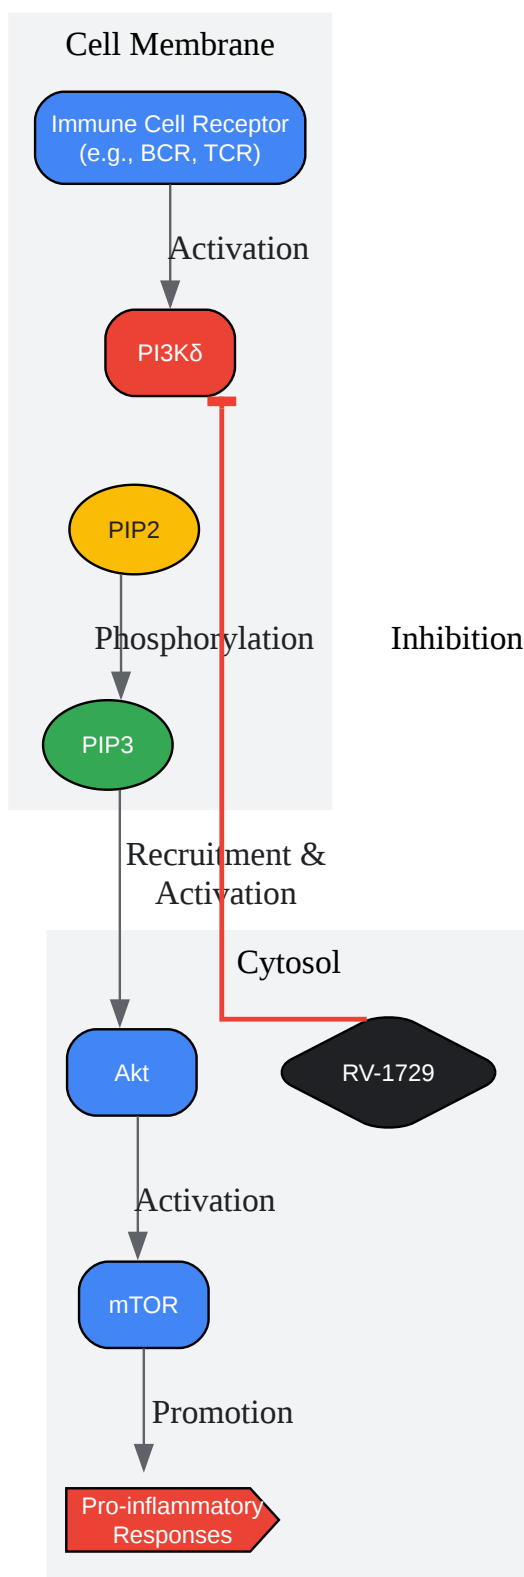 Cell Membrane
Immune Cell Receptor
(e.g., BCR, TCR)
Activation
PI3Kδ
PIP2
Phosphorylation
Inhibition
PIP3
Recruitment &
Activation
Cytosol
Akt
RV-1729
Activation
mTOR
Promotion
Pro-inflammatory
Responses